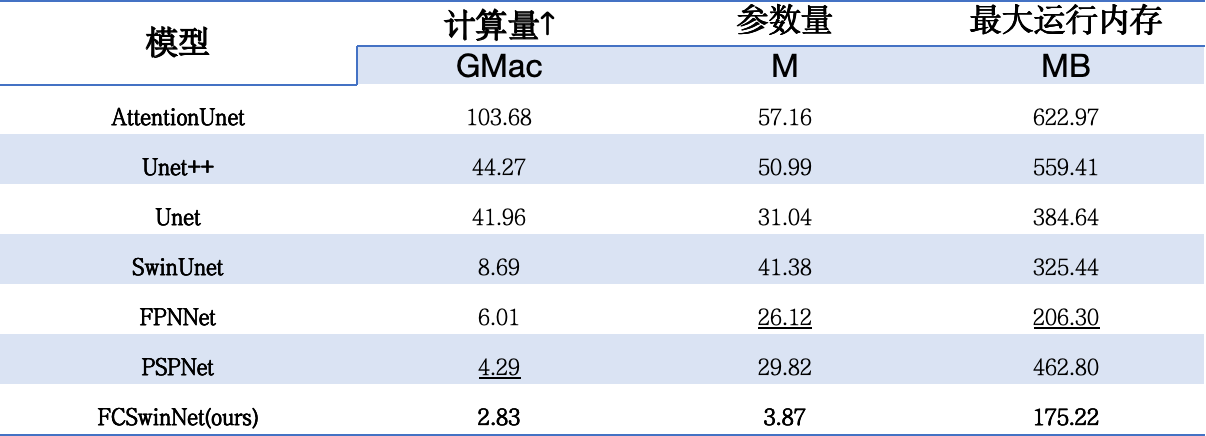 模型 计算量↑ 参数量 最大运行内存
GMac M MB
AttentionUnet 103.68 57.16 622.97
Unet++ 44.27 50.99 559.41
Unet 41.96 31.04 384.64
SwinUnet 8.69 41.38 325.44
FPNNet 6.01 26.12 206.30
PSPNet 4.29 29.82 462.80
FCSwinNet(ours) 2.83 3.87 175.22